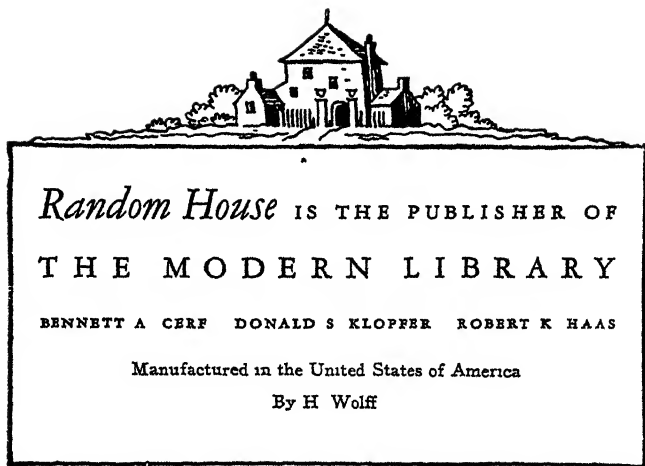 Random House IS THE PUBLISHER OF
THE MODERN LIBRARY
BENNETT A CERF DONALD S KLOPFER ROBERT K HAAS
Manufactured in the United States of America
By H Wolff